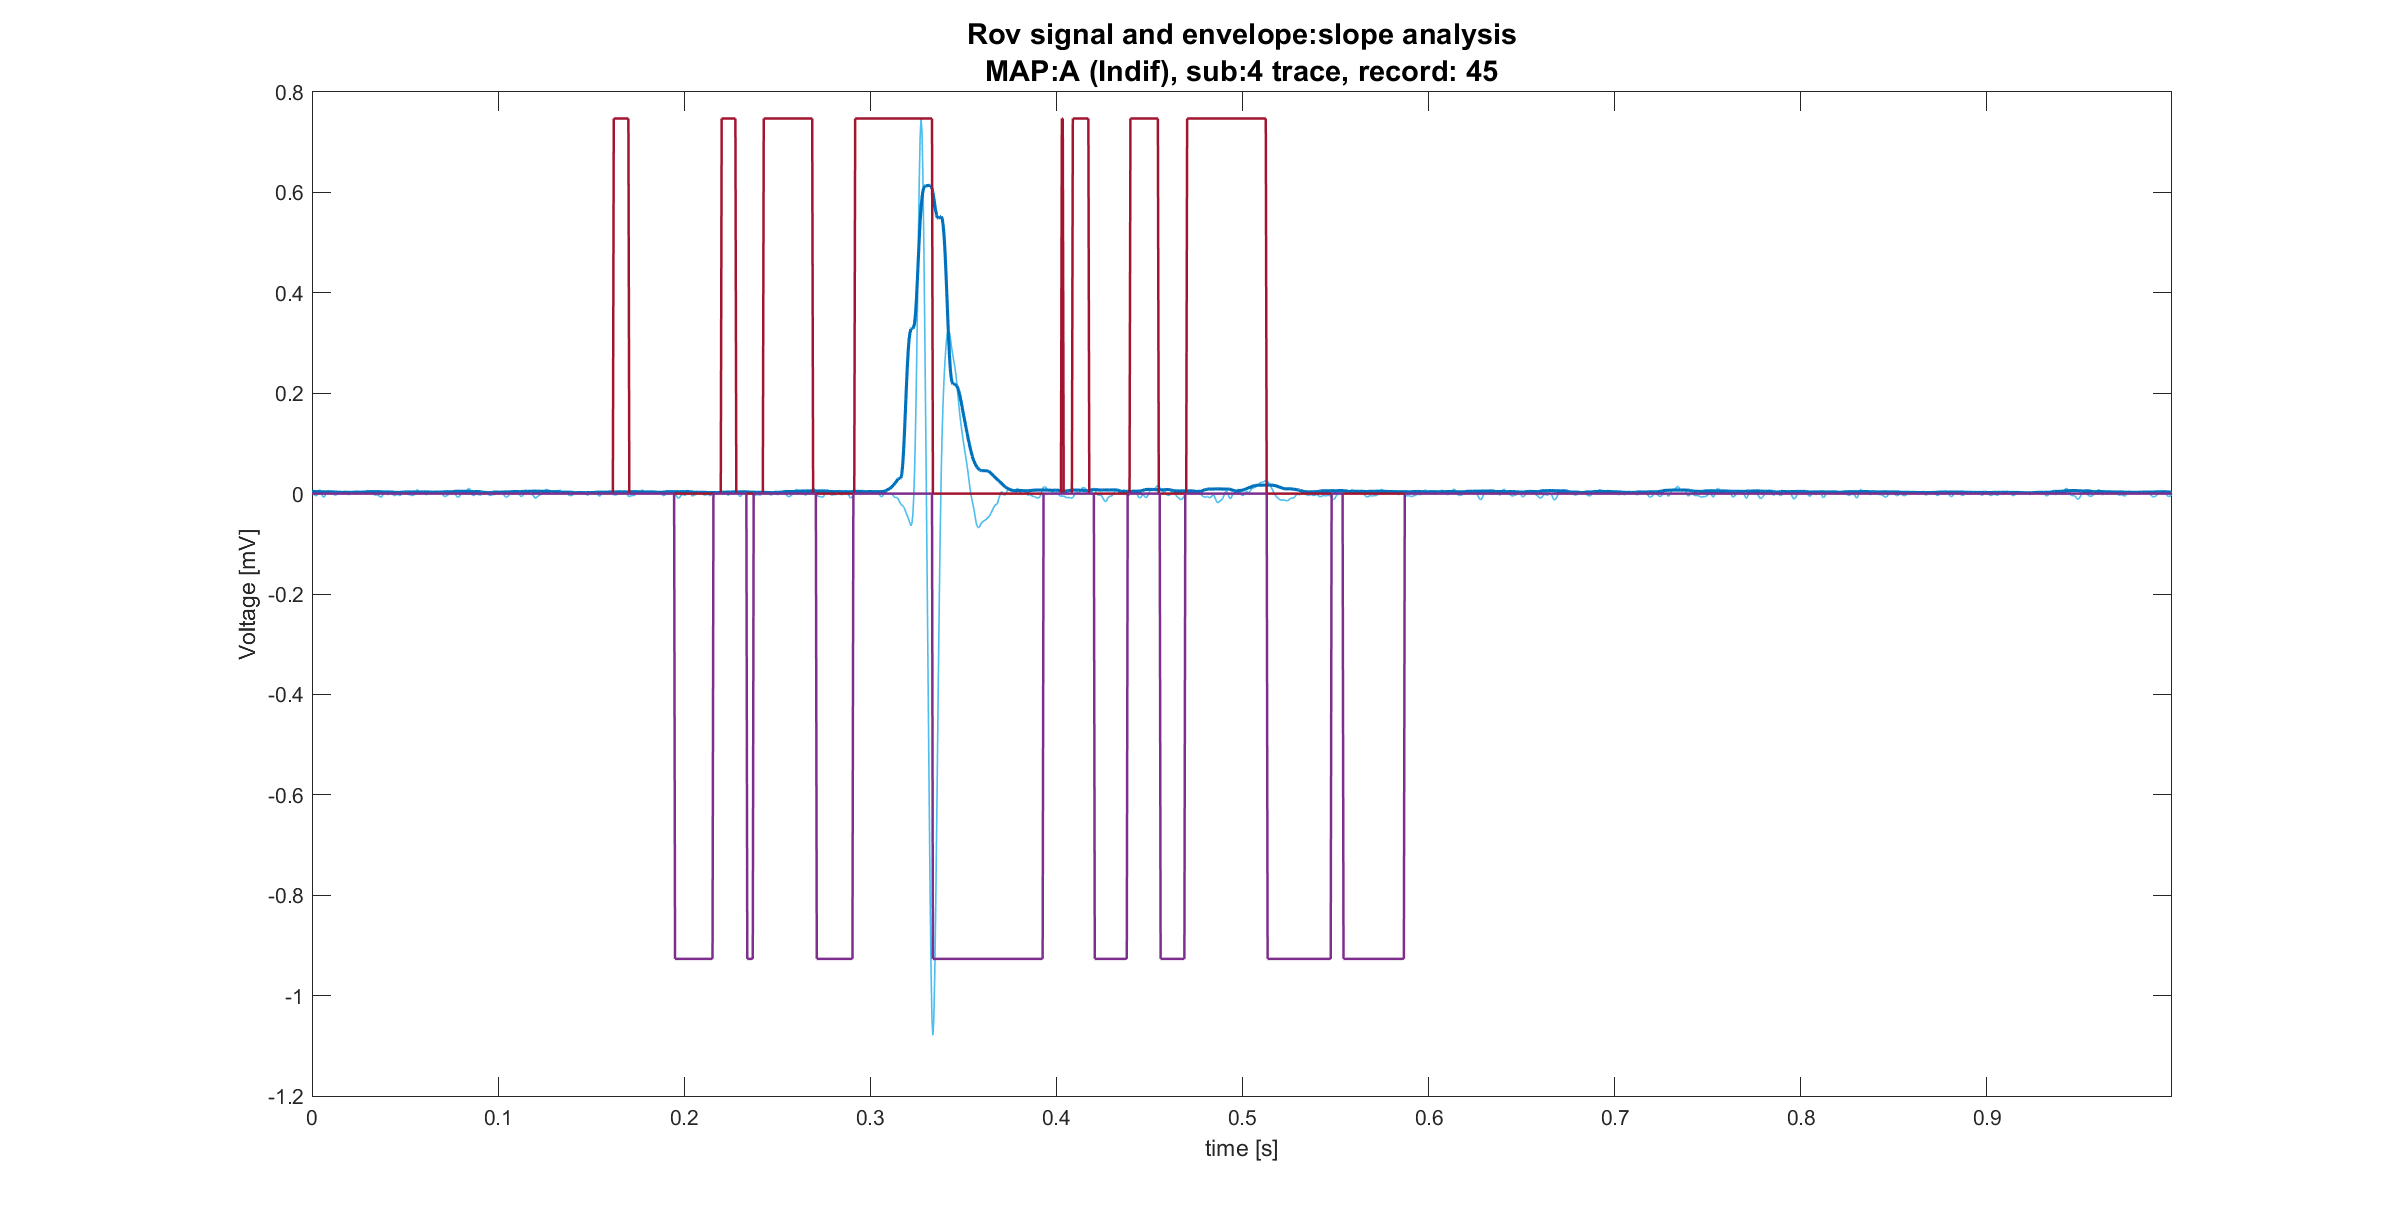 Rov signal and envelope:slope analysis
MAP:A (Indif), sub:4 trace, record: 45
0.8
0.6
0.4
0.2
0
-0.2
-0.4
-0.6
-0.8
-1
-1.2
Voltage [mV]
0 0.1 0.2 0.3 0.4 0.5 0.6 0.7 0.8 0.9
time [s]